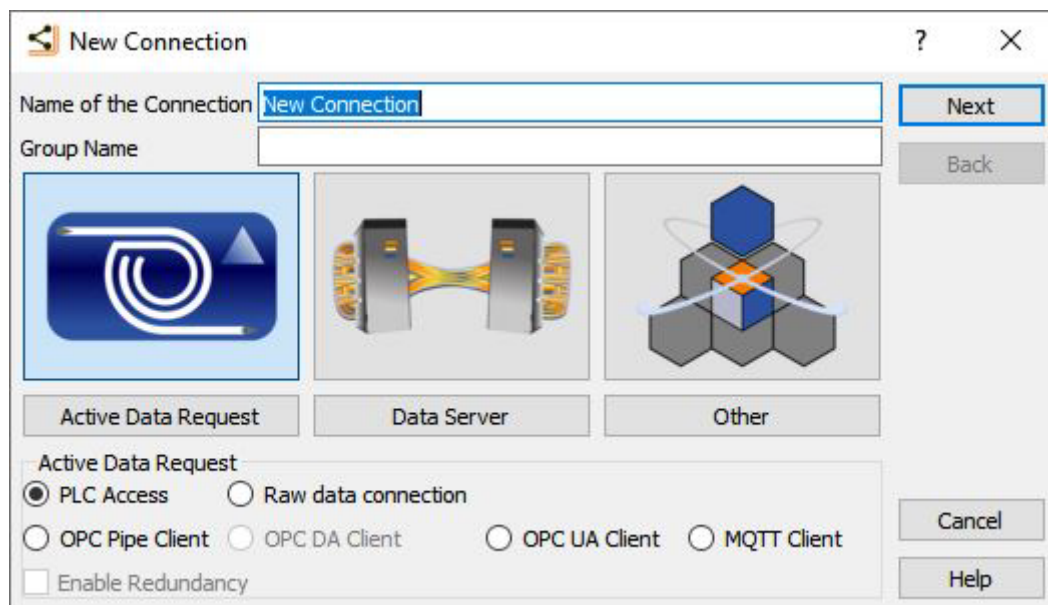 New Connection
?
Name of the Connection New Connection
Next
Group Name
Back
Active Data Request Data Server Other
Active Data Request
PLC Access Raw data connection
OPC Pipe Client OPC DA Client OPC UA Client MQTT Client
Cancel
Enable Redundancy
Help